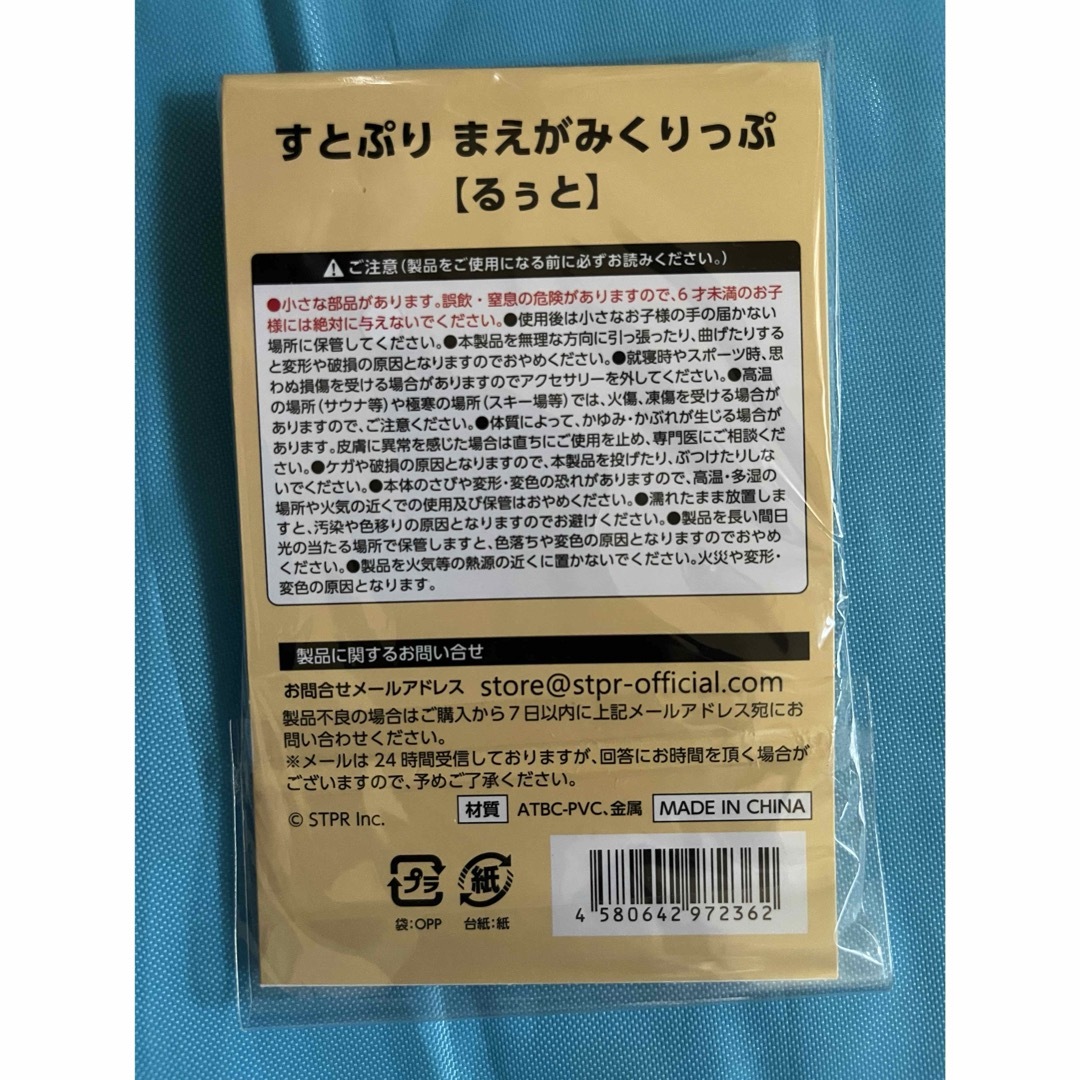 すとぷり まえがみくりっぷ
【るぅと】
ご注意（製品をご使用になる前に必ずお読みください。）
●小さな部品があります。誤飲・窒息の危険がありますので、6才未満のお子
様には絶対に与えないでください。●使用後は小さなお子様の手の届かない
場所に保管してください。●本製品を無理な方向に引っ張ったり、曲げたりする
と変形や破損の原因となりますのでおやめください。●就寝時やスポーツ時、思
わぬ損傷を受ける場合がありますのでアクセサリーを外してください。●高温
の場所（サウナ等）や極寒の場所（スキー場等）では、火傷、凍傷を受ける場合が
ありますので、ご注意ください。●体質によって、かゆみ・かぶれが生じる場合が
あります。皮膚に異常を感じた場合は直ちにご使用を止め、専門医にご相談くだ
さい。●ケガや破損の原因となりますので、本製品を投げたり、ぶつけたりしな
いでください。●本体のさびや変形・変色の恐れがありますので、高温・多湿の
場所や火気の近くでの使用及び保管はおやめください。●濡れたまま放置しま
すと、汚染や色移りの原因となりますのでお避けください。●製品を長い間日
光の当たる場所で保管しますと、色落ちや変色の原因となりますのでおやめ
ください。●製品を火気等の熱源の近くに置かないでください。火災や変形・
変色の原因となります。
製品に関するお問い合せ
お問合せメールアドレス store@stpr-official.com
製品不良の場合はご購入から7日以内に上記メールアドレス宛にお
問い合わせください。
※メールは24時間受信しておりますが、回答にお時間を頂く場合が
ございますので、予めご了承ください。
© STPR Inc. 材質 ATBC-PVC、金属 MADE IN CHINA
プラ 紙
袋:OPP 台紙:紙
4 580642 972362